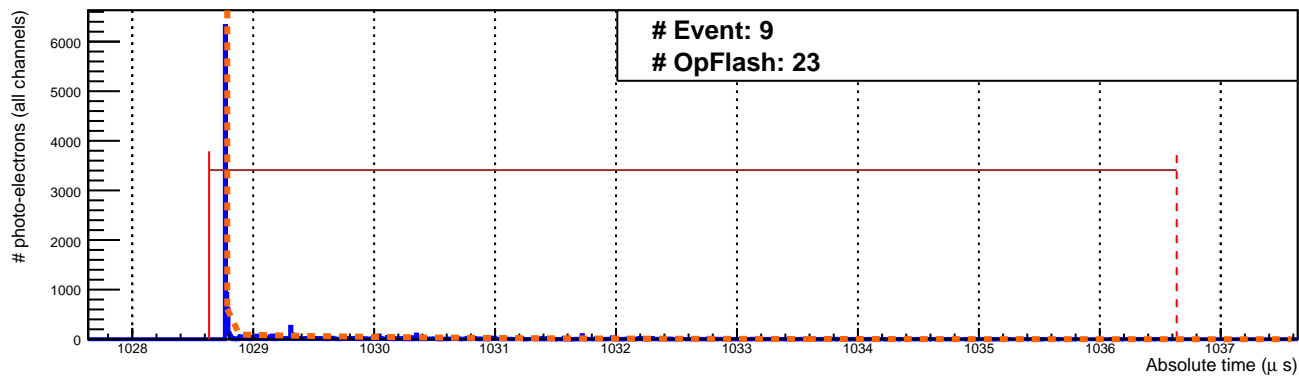 # Event: 9
# OpFlash: 23
# photo-electrons (all channels)
6000
5000
4000
3000
2000
1000
0
1028 1029 1030 1031 1032 1033 1034 1035 1036 1037
Absolute time (μ s)